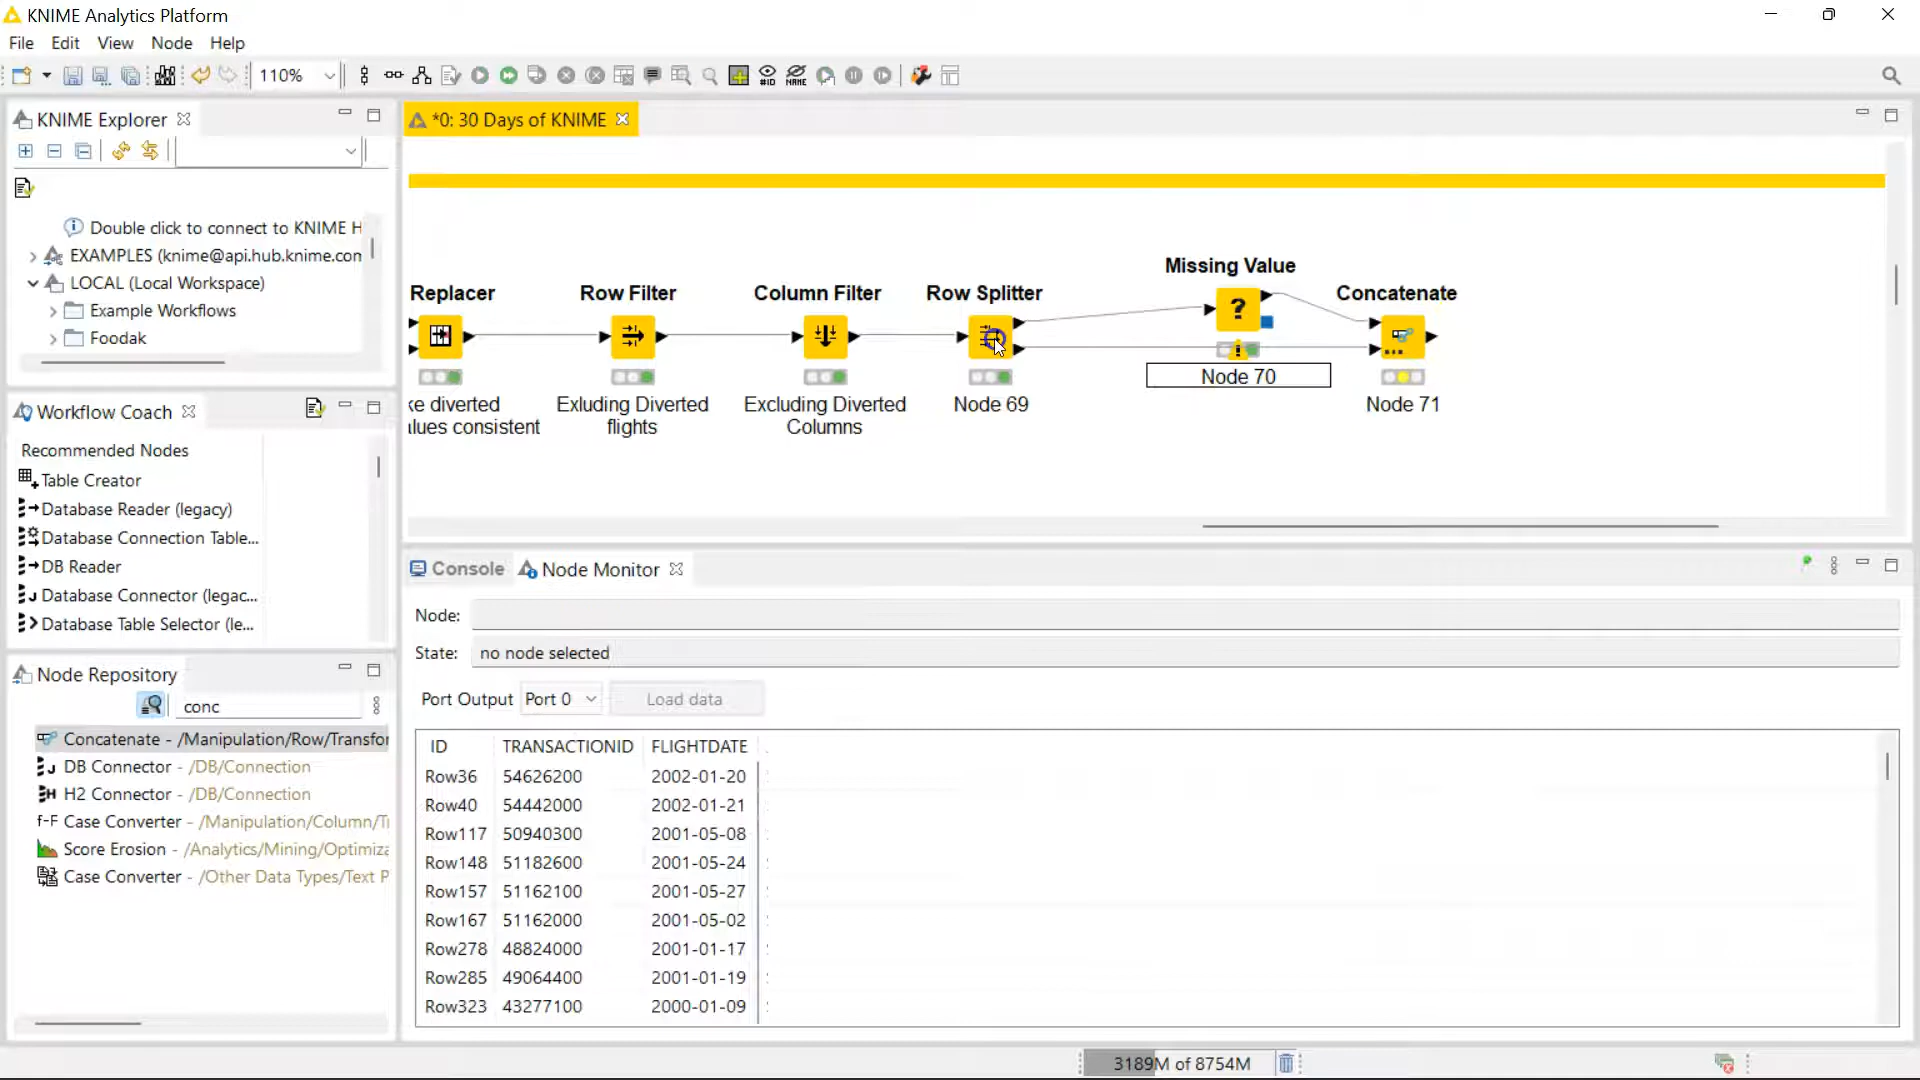 KNIME Analytics Platform
File Edit View Node Help
110%
#ID
NAME
KNIME Explorer
*0: 30 Days of KNIME
Double click to connect to KNIME H
EXAMPLES (knime@api.hub.knime.con
LOCAL (Local Workspace)
Example Workflows
Foodak
Replacer
Row Filter
Column Filter
Row Splitter
Missing Value
Concatenate
diverted
lues consistent
Exluding Diverted
flights
Excluding Diverted
Columns
Node 69
Node 70
Node 71
Workflow Coach
Recommended Nodes
Table Creator
Database Reader (legacy)
Database Connection Table...
DB Reader
Database Connector (legac...
Database Table Selector (le...
Node Repository
conc
Concatenate - /Manipulation/Row/Transfor
DB Connector - /DB/Connection
H2 Connector - /DB/Connection
Case Converter - /Manipulation/Column/Tr
Score Erosion - /Analytics/Mining/Optimiza
Case Converter - /Other Data Types/Text P
Console
Node Monitor
Node:
State: no node selected
Port Output Port 0 Load data
ID TRANSACTIONID FLIGHTDATE
Row36 54626200 2002-01-20
Row40 54442000 2002-01-21
Row117 50940300 2001-05-08
Row148 51182600 2001-05-24
Row157 51162100 2001-05-27
Row167 51162000 2001-05-02
Row278 48824000 2001-01-17
Row285 49064400 2001-01-19
Row323 43277100 2000-01-09
3189M of 8754M